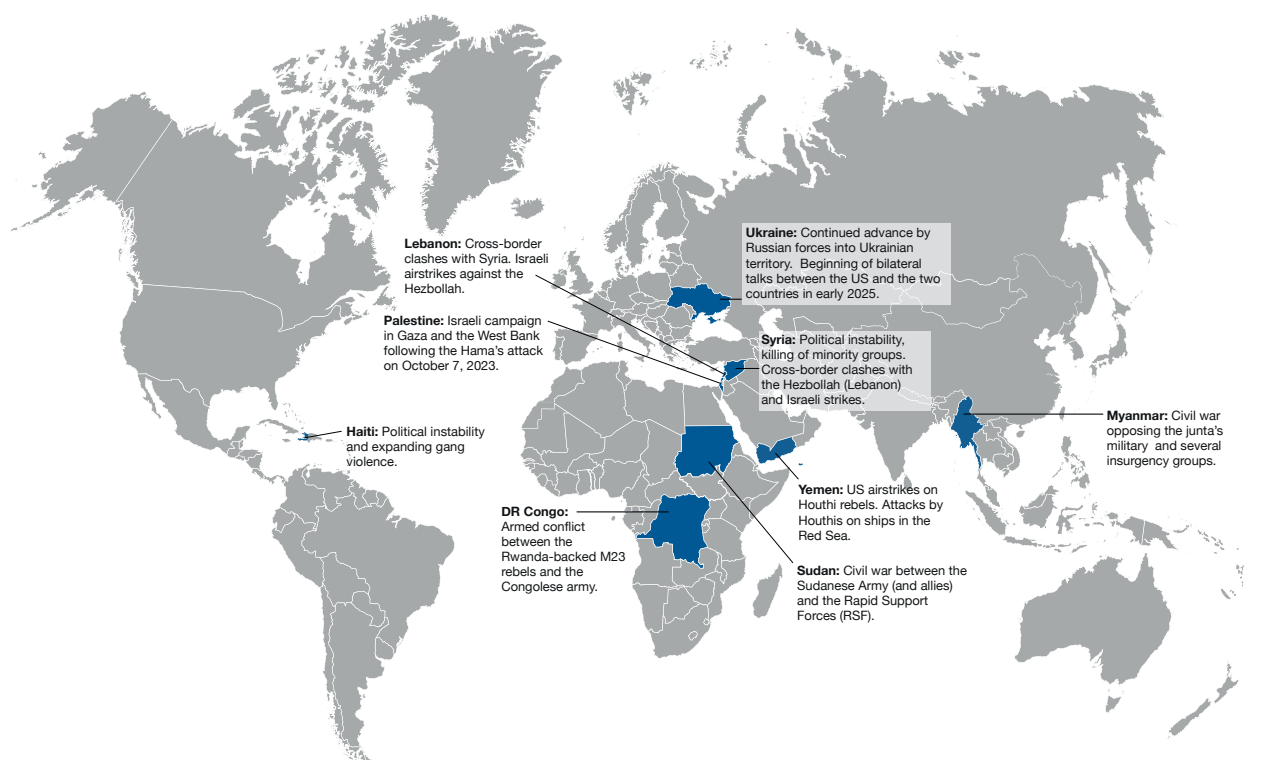 Lebanon: Cross-border
clashes with Syria. Israeli
airstrikes against the
Hezbollah.
Ukraine: Continued advance by
Russian forces into Ukrainian
territory.  Beginning of bilateral
talks between the US and the two
countries in early 2025.
Palestine: Israeli campaign
in Gaza and the West Bank
following the Hama's attack
on October 7, 2023.
Syria: Political instability,
killing of minority groups.
Cross-border clashes with
the Hezbollah (Lebanon)
and Israeli strikes.
Haiti: Political instability
and expanding gang
violence.
Myanmar: Civil war
opposing the junta's
military  and several
insurgency groups.
Yemen: US airstrikes on
Houthi rebels. Attacks by
Houthis on ships in the
Red Sea.
DR Congo:
Armed conflict
between the
Rwanda-backed M23
rebels and the
Congolese army.
Sudan: Civil war between the
Sudanese Army (and allies)
and the Rapid Support
Forces (RSF).